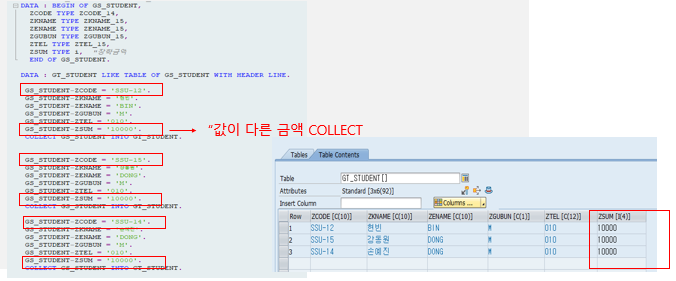 DATA : BEGIN OF GS_STUDENT,
ZCODE TYPE ZCODE_14,
ZKNAME TYPE ZKNAME_15,
ZENAME TYPE ZENAME_15,
ZGUBUN TYPE ZGUBUN_15,
ZTEL TYPE ZTEL_15,
ZSUM TYPE i, "장학금액
END OF GS_STUDENT.
DATA : GT_STUDENT LIKE TABLE OF GS_STUDENT WITH HEADER LINE.
GS_STUDENT-ZCODE = 'SSU-12'.
GS_STUDENT-ZKNAME = '현빈'.
GS_STUDENT-ZENAME = 'BIN'.
GS_STUDENT-ZGUBUN = 'M'.
GS_STUDENT-ZTEL = '010'.
GS_STUDENT-ZSUM = '10000'.
COLLECT GS_STUDENT INTO GT_STUDENT.
GS_STUDENT-ZCODE = 'SSU-15'.
GS_STUDENT-ZKNAME = '강동원'.
GS_STUDENT-ZENAME = 'DONG'.
GS_STUDENT-ZGUBUN = 'M'.
GS_STUDENT-ZTEL = '010'.
GS_STUDENT-ZSUM = '10000'.
COLLECT GS_STUDENT INTO GT_STUDENT.
GS_STUDENT-ZCODE = 'SSU-14'.
GS_STUDENT-ZKNAME = '손예진'.
GS_STUDENT-ZENAME = 'DONG'.
GS_STUDENT-ZGUBUN = 'M'.
GS_STUDENT-ZTEL = '010'.
GS_STUDENT-ZSUM = '10000'.
COLLECT GS_STUDENT INTO GT_STUDENT.
"값이 다른 금액 COLLECT
Tables Table Contents
Table GT_STUDENT[]
Attributes Standard [3x6(92)]
Insert Column Columns ...
Row ZCODE [C(10)] ZKNAME [C(10)] ZENAME [C(10)] ZGUBUN [C(1)] ZTEL [C(12)] ZSUM [I(4)]
1 SSU-12 현빈 BIN M 010 10000
2 SSU-15 강동원 DONG M 010 10000
3 SSU-14 손예진 DONG M 010 10000